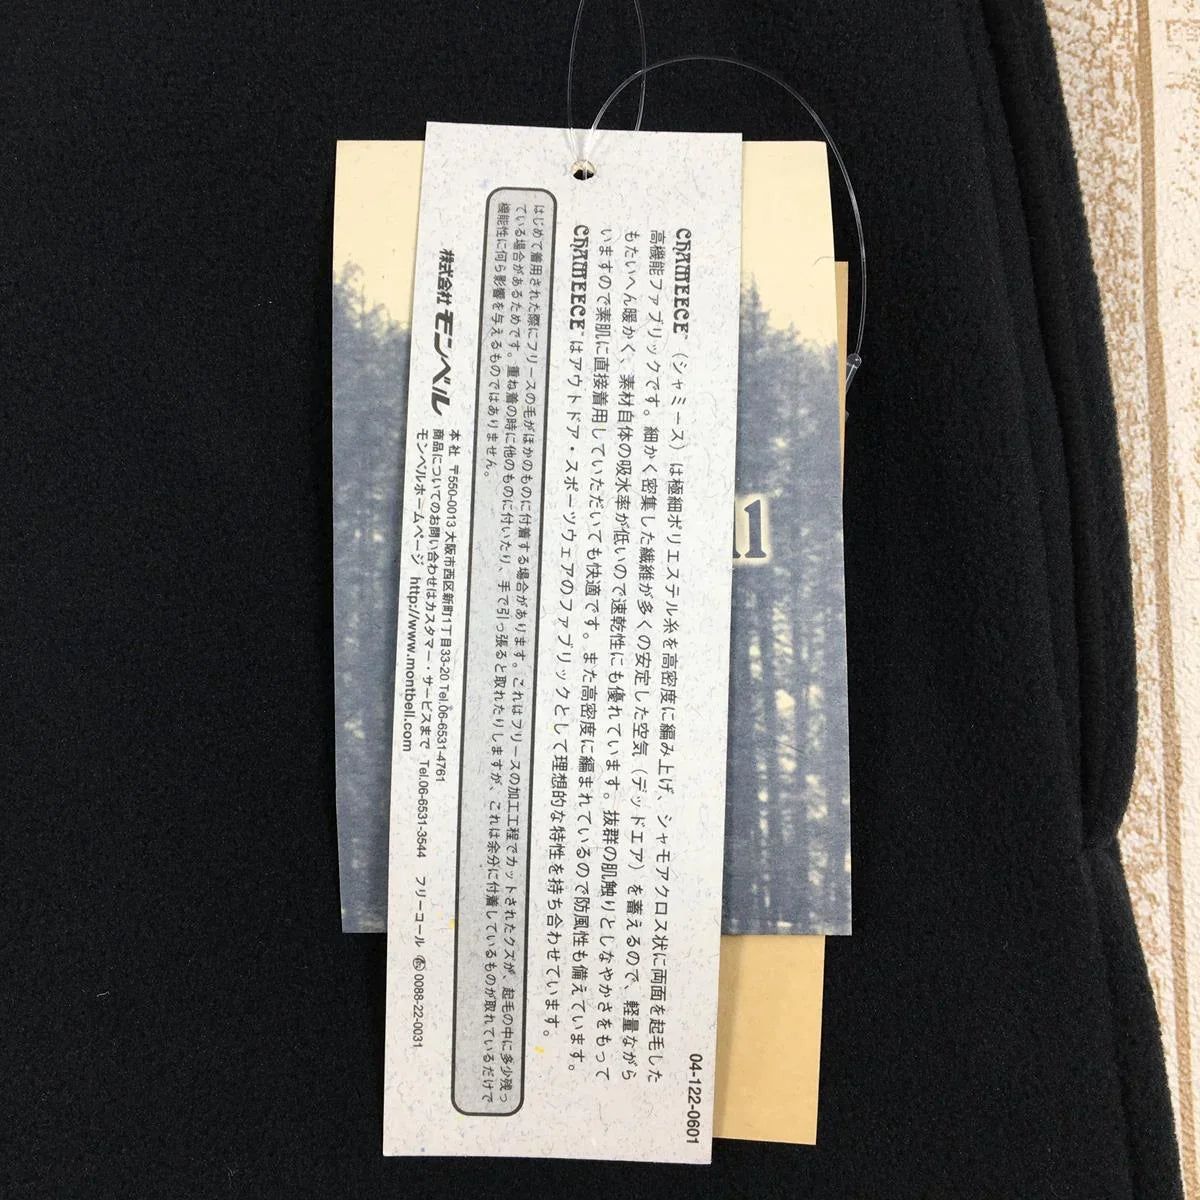 CHAMEECE™（シャミース）は極細ポリエステル糸を高密度に編み上げ、シャモアクロス状に両面を起毛した
高機能ファブリックです。細かく密集した繊維が多くの安定した空気（デッドエア）を蓄えるので、軽量ながら
もたいへん暖かく、素材自体の吸水率が低いので速乾性にも優れています。抜群の肌触りとしなやかさをもって
いますので素肌に直接着用していただいても快適です。また高密度に編まれているので防風性も備えています。
CHAMEECE™はアウトドア・スポーツウェアのファブリックとして理想的な特性を持ち合わせています。
はじめて着用された際にフリースの毛がほかのものに付着する場合があります。これはフリースの加工工程でカットされたクズが、起毛の中に多少残っ
ている場合があるためです。重ね着の時に他のものに付いたり、手で引っ張ると取れたりしますが、これは余分に付着しているものが取れているだけで
機能性に何ら影響を与えるものではありません。
株式会社 モンベル
本社 〒550-0013 大阪市西区新町1丁目33-20 Tel.06-6531-4761
商品についてのお問い合わせはカスタマー・サービスまで Tel.06-6531-3544 フリーコール 0088-22-0031
モンベルホームページ http://www.montbell.com
04-122-0601
ll